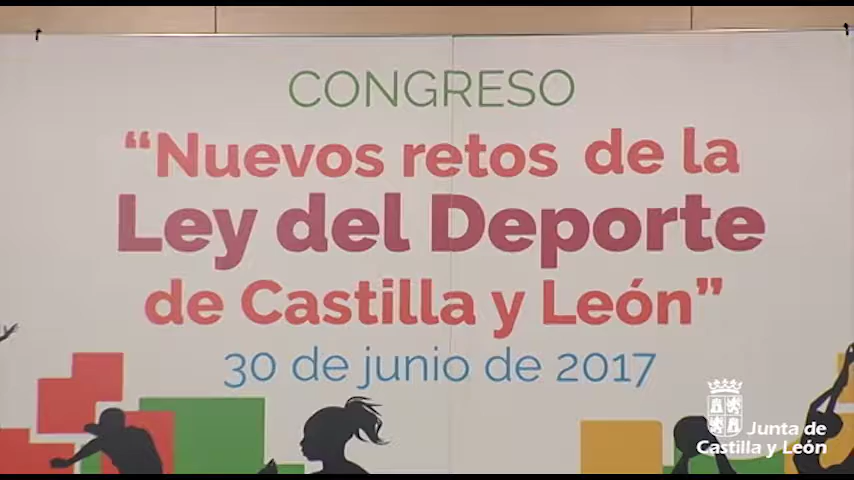 CONGRESO
“Nuevos retos de la
Ley del Deporte
de Castilla y León”
30 de junio de 2017
Junta de
Castilla y León